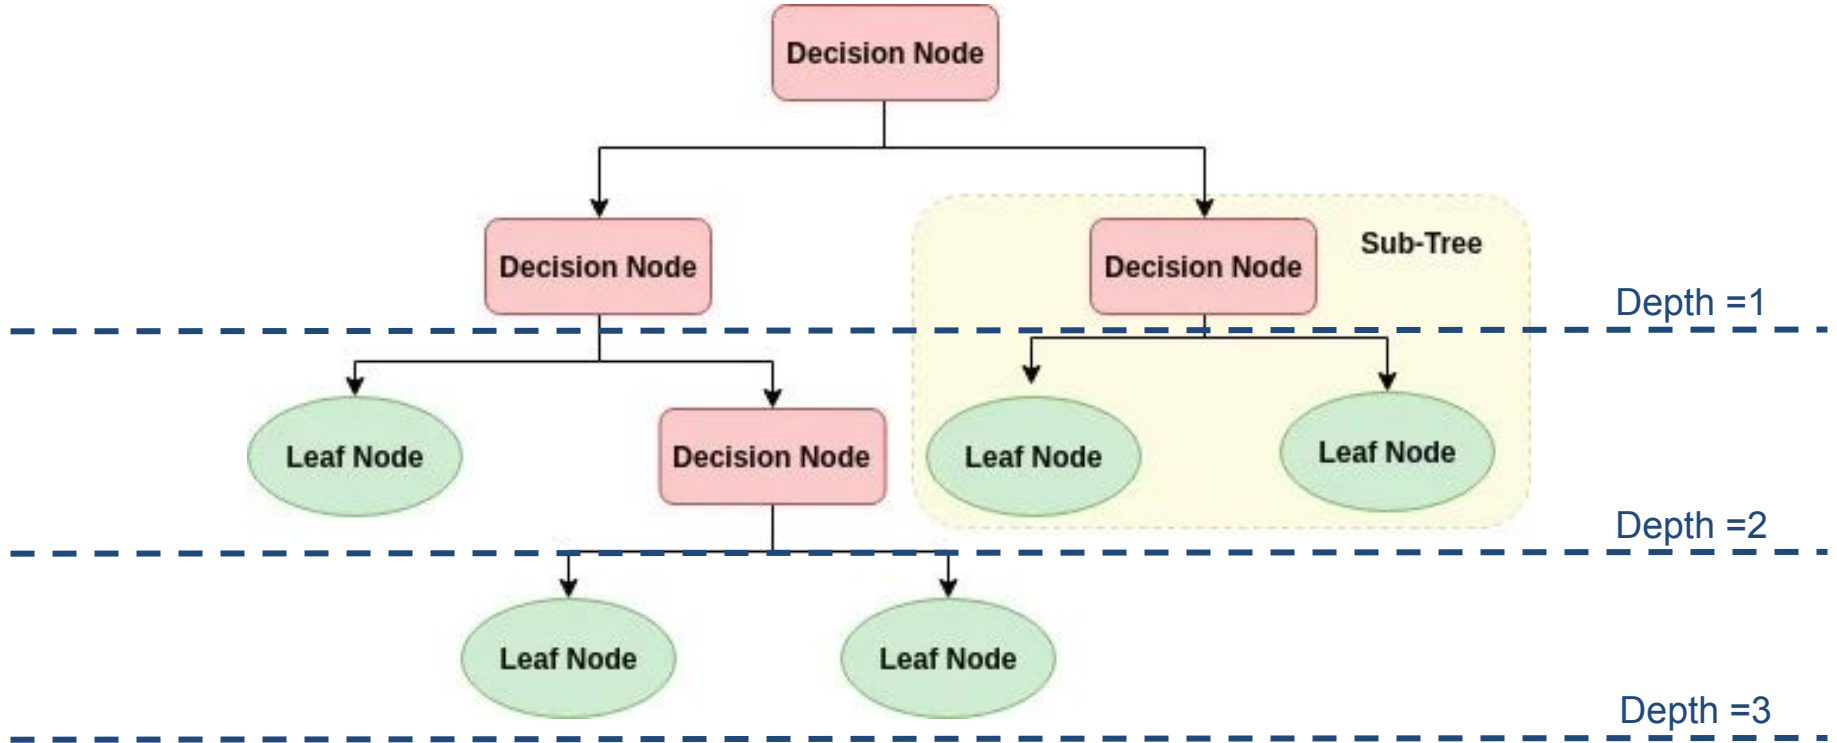 Decision Node
Decision Node
Decision Node
Sub-Tree
Depth =1
Leaf Node
Decision Node
Leaf Node
Leaf Node
Depth =2
Leaf Node
Leaf Node
Depth =3